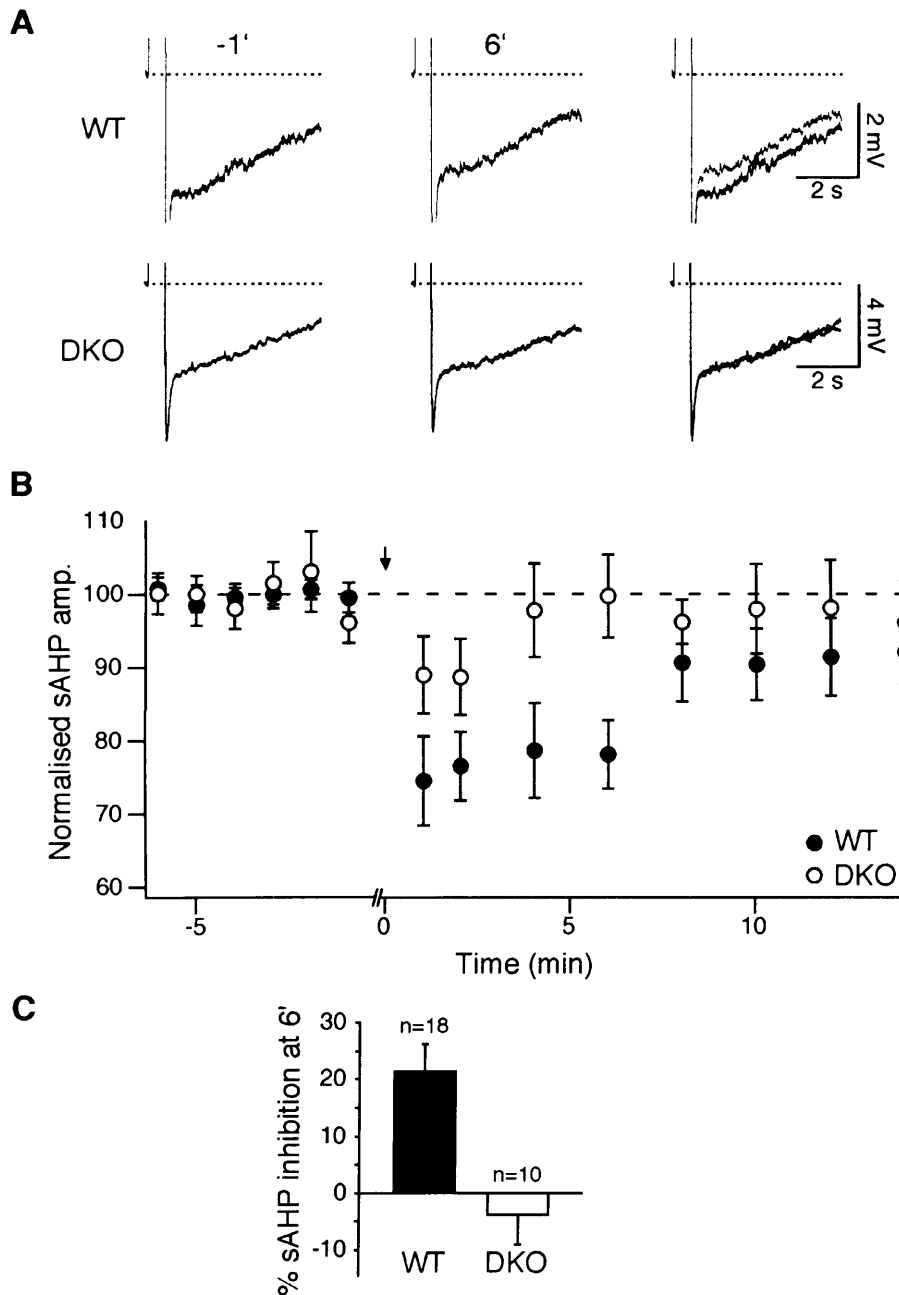 A
-1'
6'
WT
2 mV
2 s
DKO
4 mV
2 s
B
Normalised sAHP amp.
110
100
90
80
70
60
-5
0
5
10
Time (min)
WT
DKO
C
% sAHP inhibition at 6'
30
20
10
0
-10
n=18
n=10
WT
DKO